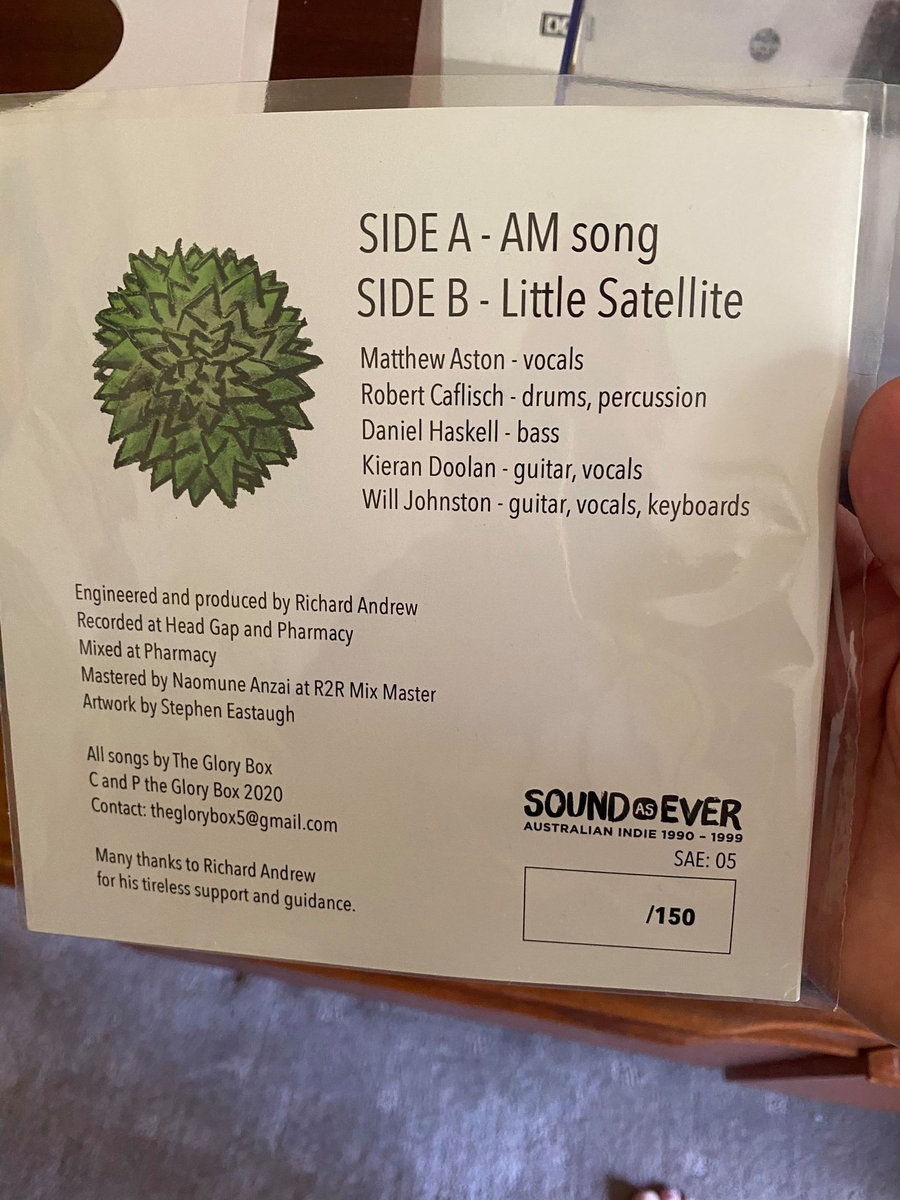 SIDE A - AM song
SIDE B - Little Satellite
Matthew Aston - vocals
Robert Caflisch - drums, percussion
Daniel Haskell - bass
Kieran Doolan - guitar, vocals
Will Johnston - guitar, vocals, keyboards
Engineered and produced by Richard Andrew
Recorded at Head Gap and Pharmacy
Mixed at Pharmacy
Mastered by Naomune Anzai at R2R Mix Master
Artwork by Stephen Eastaugh
All songs by The Glory Box
C and P the Glory Box 2020
Contact: theglorybox5@gmail.com
Many thanks to Richard Andrew
for his tireless support and guidance.
SOUND AS EVER
AUSTRALIAN INDIE 1990 – 1999
SAE: 05
/150